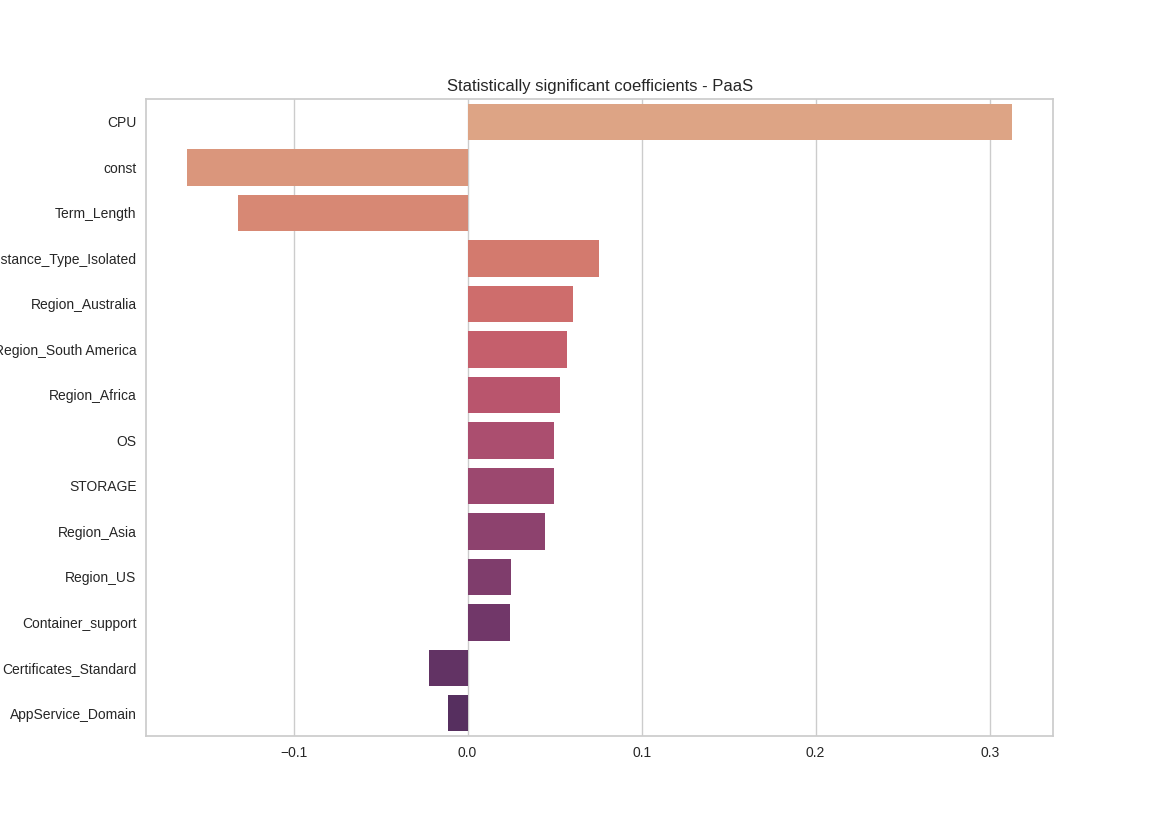 Statistically significant coefficients - PaaS
CPU
const
Term_Length
stance_Type_Isolated
Region_Australia
Region_South America
Region_Africa
OS
STORAGE
Region_Asia
Region_US
Container_support
Certificates_Standard
AppService_Domain
−0.1 0.0 0.1 0.2 0.3